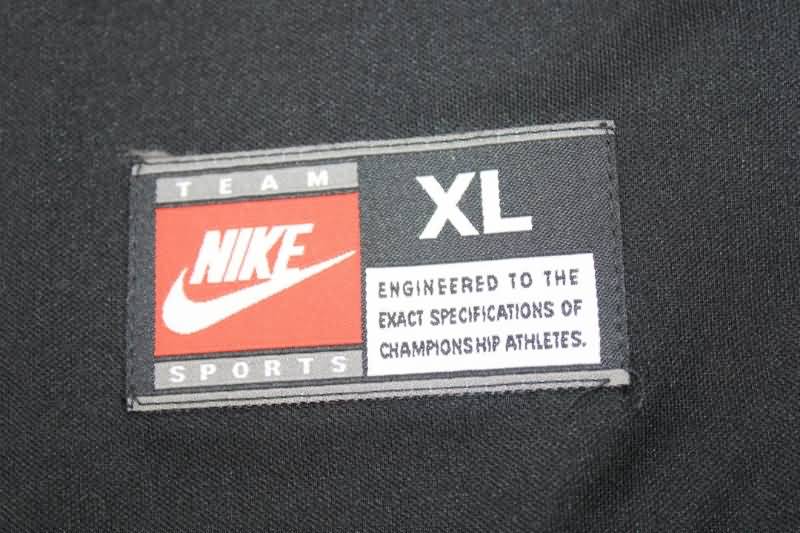 TEAM
NIKE
SPORTS
XL
ENGINEERED TO THE
EXACT SPECIFICATIONS OF
CHAMPIONSHIP ATHLETES.